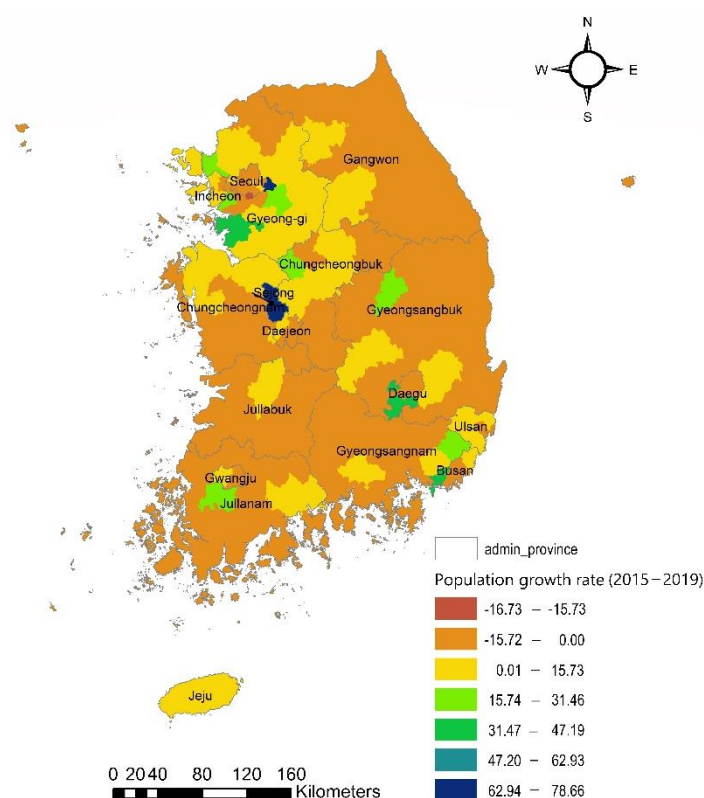 N
W E
S
Gangwon
Seoul
Incheon
Gyeong-gi
Chungcheongbuk
Sejong
Chungcheongnam
Gyeongsangbuk
Daejeon
Daegu
Jullabuk
Ulsan
Gyeongsangnam
Busan
Gwangju
Jullanam
Jeju
admin_province
Population growth rate (2015–2019)
-16.73 – -15.73
-15.72 – 0.00
0.01 – 15.73
15.74 – 31.46
31.47 – 47.19
47.20 – 62.93
62.94 – 78.66
0 20 40 80 120 160
Kilometers